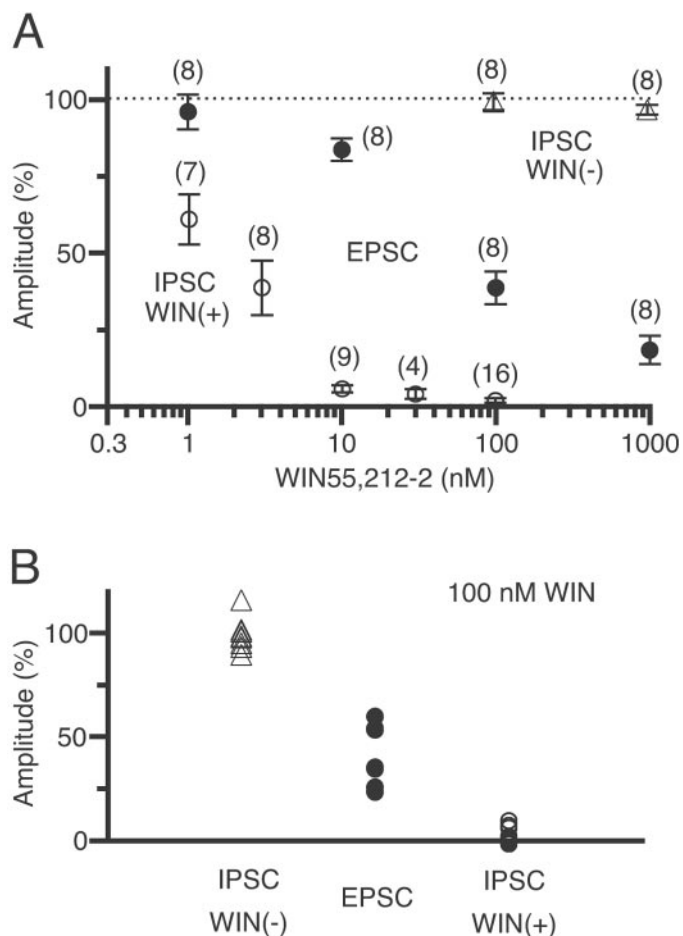 A
(8)
(8)
(8)
100
(8)
IPSC
WIN(-)
(7)
(8)
EPSC
(8)
50
IPSC
WIN(+)
(8)
(9)
(4)
(16)
0
Amplitude (%)
0.3
1
10
100
1000
WIN55,212-2 (nM)
B
100 nM WIN
100
50
0
Amplitude (%)
IPSC
WIN(-)
EPSC
IPSC
WIN(+)